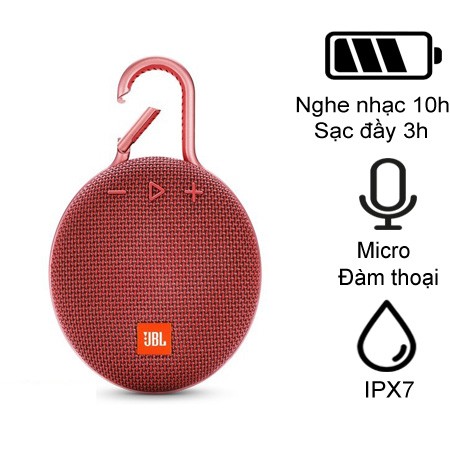 Nghe nhạc 10h
Sạc đầy 3h
Micro
Đàm thoại
JBL
IPX7